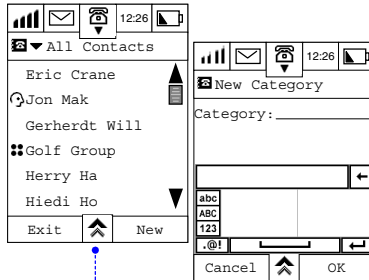 12:26
All Contacts
Eric Crane
Jon Mak
Gerherdt Will
Golf Group
Herry Ha
Hiedi Ho
Exit New
12:26
New Category
Category:
abc
ABC
123
.@!
Cancel OK